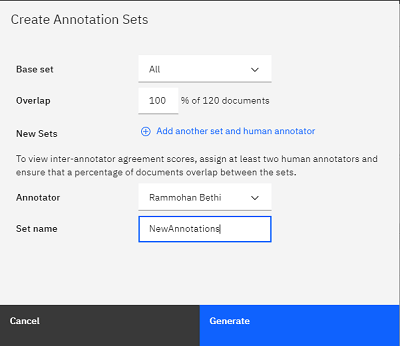 Create Annotation Sets
Base set All
Overlap 100 % of 120 documents
New Sets Add another set and human annotator
To view inter-annotator agreement scores, assign at least two human annotators and
ensure that a percentage of documents overlap between the sets.
Annotator Rammohan Bethi
Set name NewAnnotations
Cancel Generate